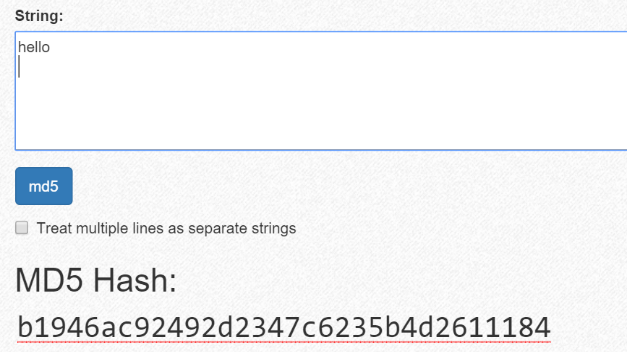 String:
hello
md5
Treat multiple lines as separate strings
MD5 Hash:
b1946ac92492d2347c6235b4d2611184